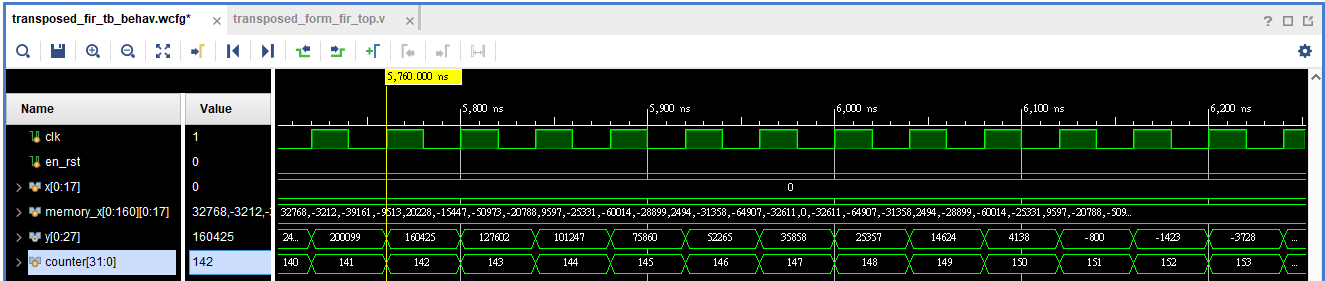 transposed_fir_tb_behav.wcfg* × transposed_form_fir_top.v ×
?
5,760.000 ns
Name Value
5,800 ns 5,900 ns 6,000 ns 6,100 ns 6,200 ns
clk 1
en_rst 0
x[0:17] 0 0
memory_x[0:160][0:17] 32768,-3212,-3 32768,-3212,-39161,-9513,20228,-15447,-50973,-20788,9597,-25331,-60014,-28899,2494,-31358,-64907,-32611,0,-32611,-64907,-31358,2494,-28899,-60014,-25331,9597,-20788,-509...
y[0:27] 160425 24... 200099 160425 127602 101247 75860 52265 35858 25357 14624 4138 -800 -1423 -3728 ...
counter[31:0] 142 140 141 142 143 144 145 146 147 148 149 150 151 152 153 ...